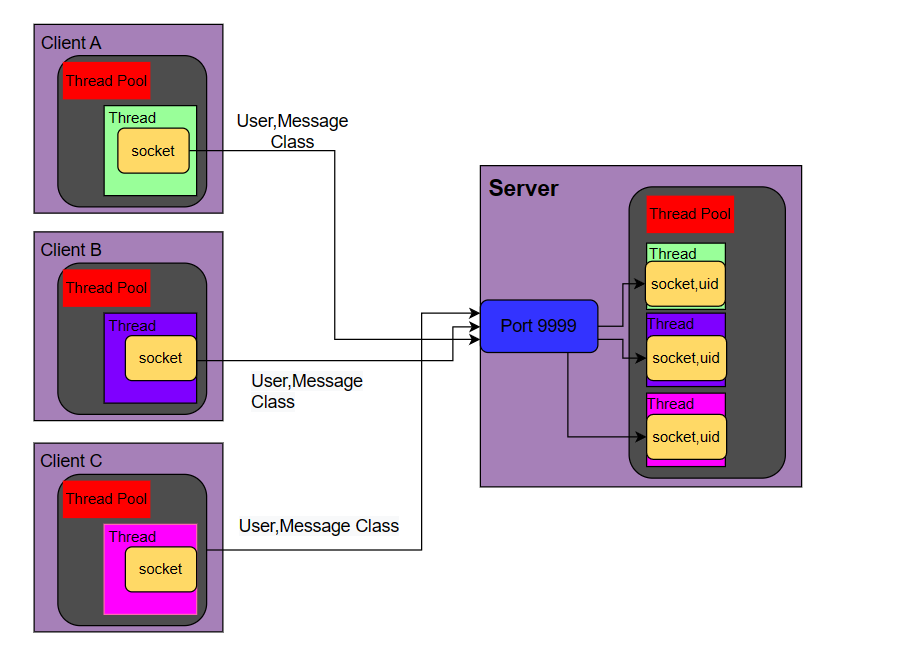 Client A
Thread Pool
Thread
socket
User,Message
Class
Client B
Thread Pool
Thread
socket
User,Message
Class
Client C
Thread Pool
Thread
socket
User,Message Class
Server
Port 9999
Thread Pool
Thread
socket,uid
Thread
socket,uid
Thread
socket,uid